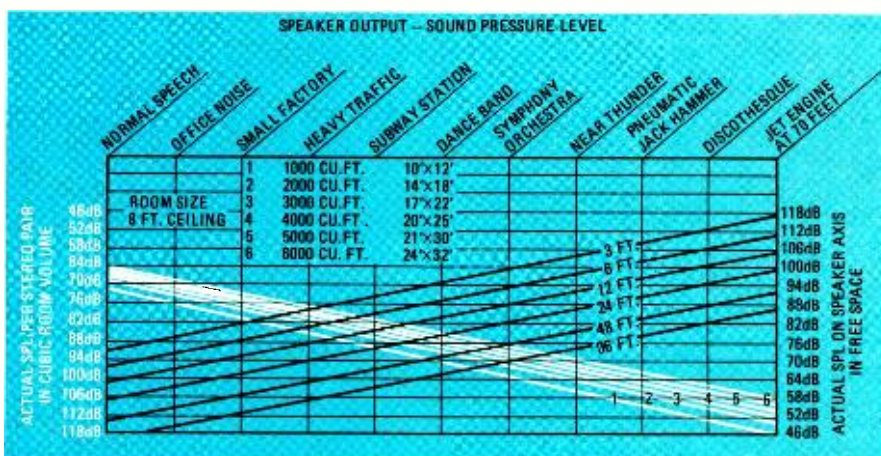 SPEAKER OUTPUT – SOUND PRESSURE LEVEL
NORMAL SPEECH
OFFICE NOISE
SMALL FACTORY
HEAVY TRAFFIC
SUBWAY STATION
DANCE BAND
SYMPHONY
ORCHESTRA
NEAR THUNDER
PNEUMATIC
JACK HAMMER
DISCOTHESQUE
JET ENGINE
AT 70 FEET
ROOM SIZE
8 FT. CEILING
1 1000 CU.FT. 10'×12'
2 2000 CU.FT. 14'×18'
3 3000 CU.FT. 17'×22'
4 4000 CU.FT. 20'×25'
5 5000 CU.FT. 21'×30'
6 6000 CU. FT. 24'×32'
ACTUAL SPL/PER STEREO PAIR
IN CUBIC ROOM VOLUME
46dB
52dB
58dB
64dB
70dB
76dB
82dB
88dB
94dB
100dB
106dB
112dB
118dB
3 FT.
6 FT.
12 FT.
24 FT.
48 FT.
96 FT.
1 2 3 4 5 6
118dB
112dB
106dB
100dB
94dB
88dB
82dB
76dB
70dB
64dB
58dB
52dB
46dB
ACTUAL SPL ON SPEAKER AXIS
IN FREE SPACE